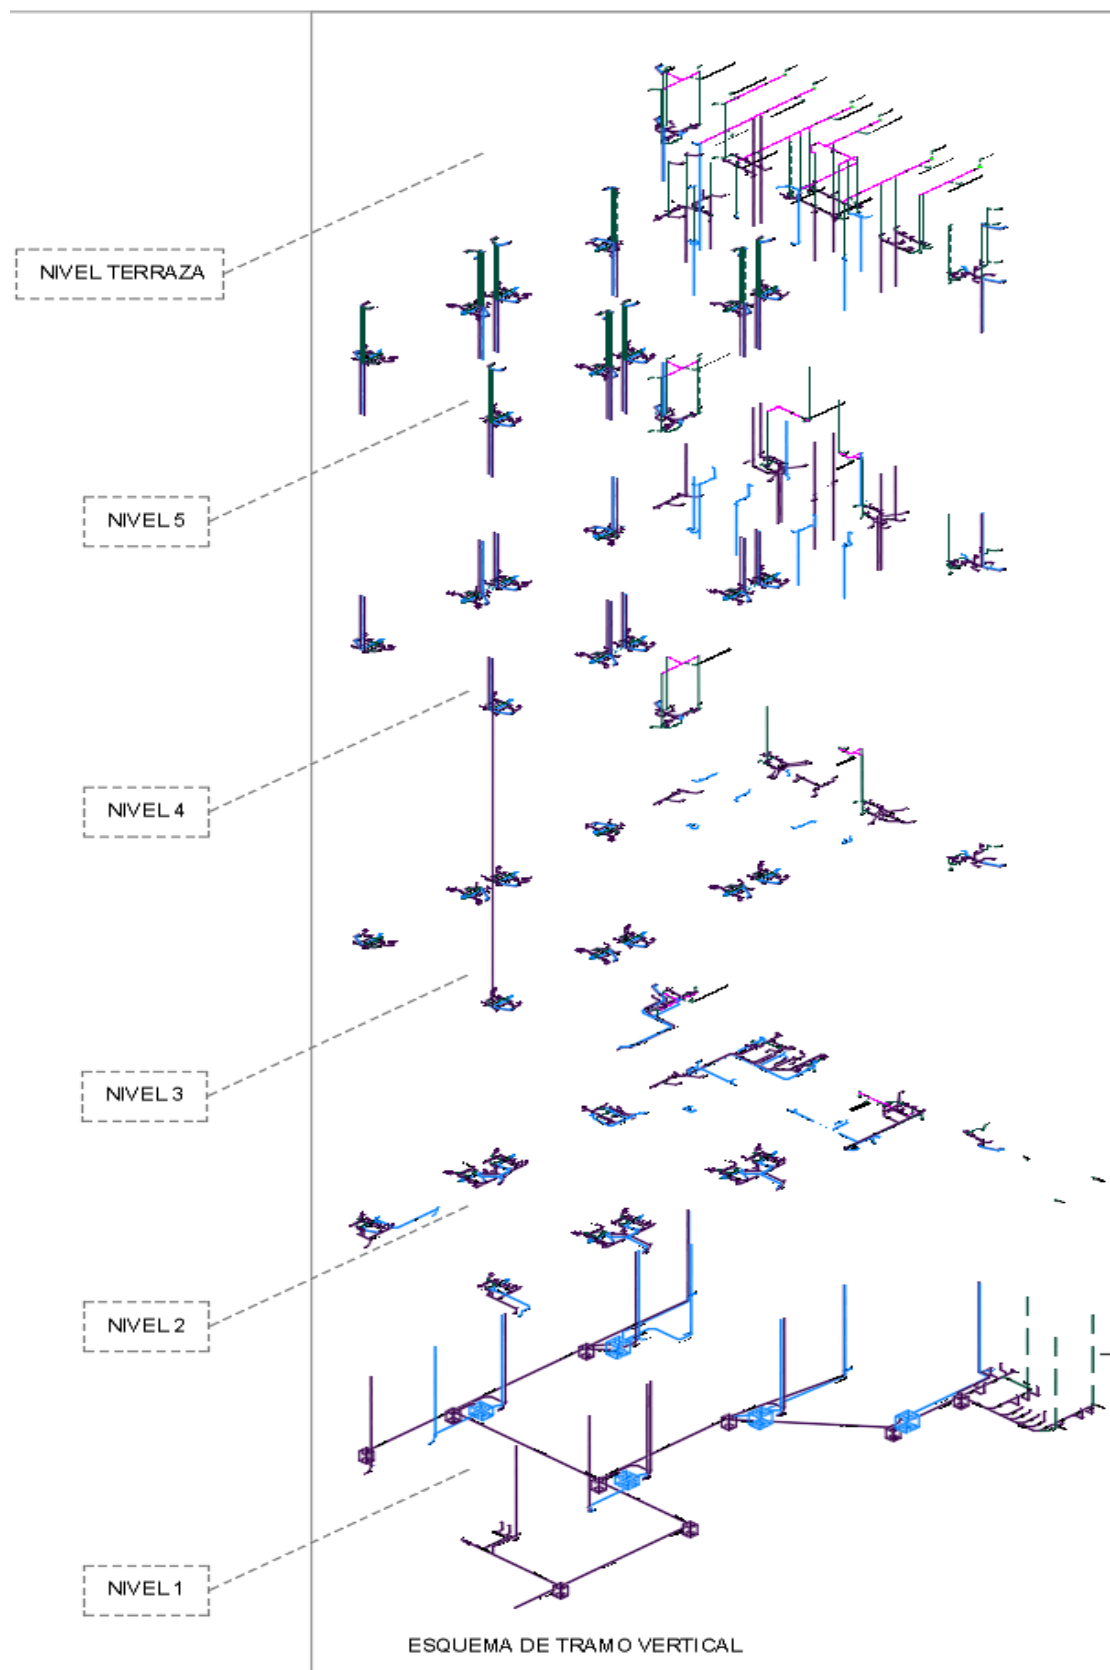 NIVEL TERRAZA
NIVEL 5
NIVEL 4
NIVEL 3
NIVEL 2
NIVEL 1
ESQUEMA DE TRAMO VERTICAL